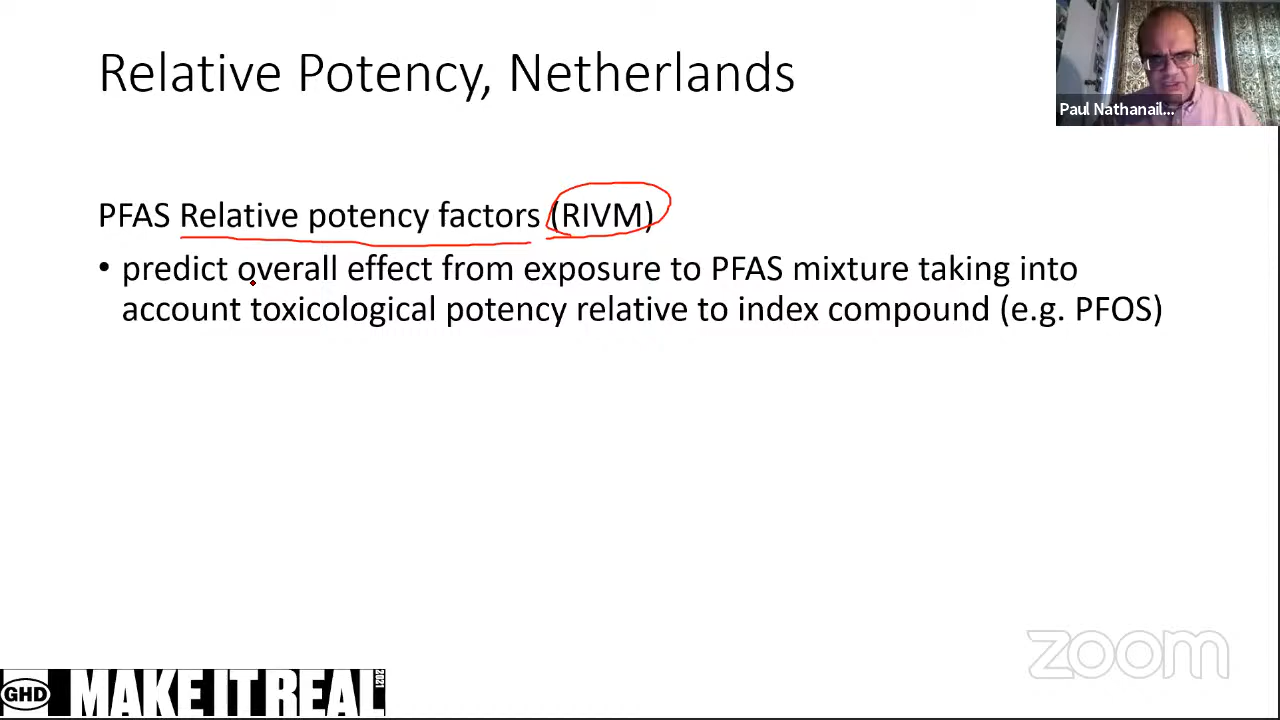 Relative Potency, Netherlands
Paul Nathanail...
PFAS Relative potency factors (RIVM)
• predict overall effect from exposure to PFAS mixture taking into
account toxicological potency relative to index compound (e.g. PFOS)
zoom
GHD MAKE IT REAL 2021